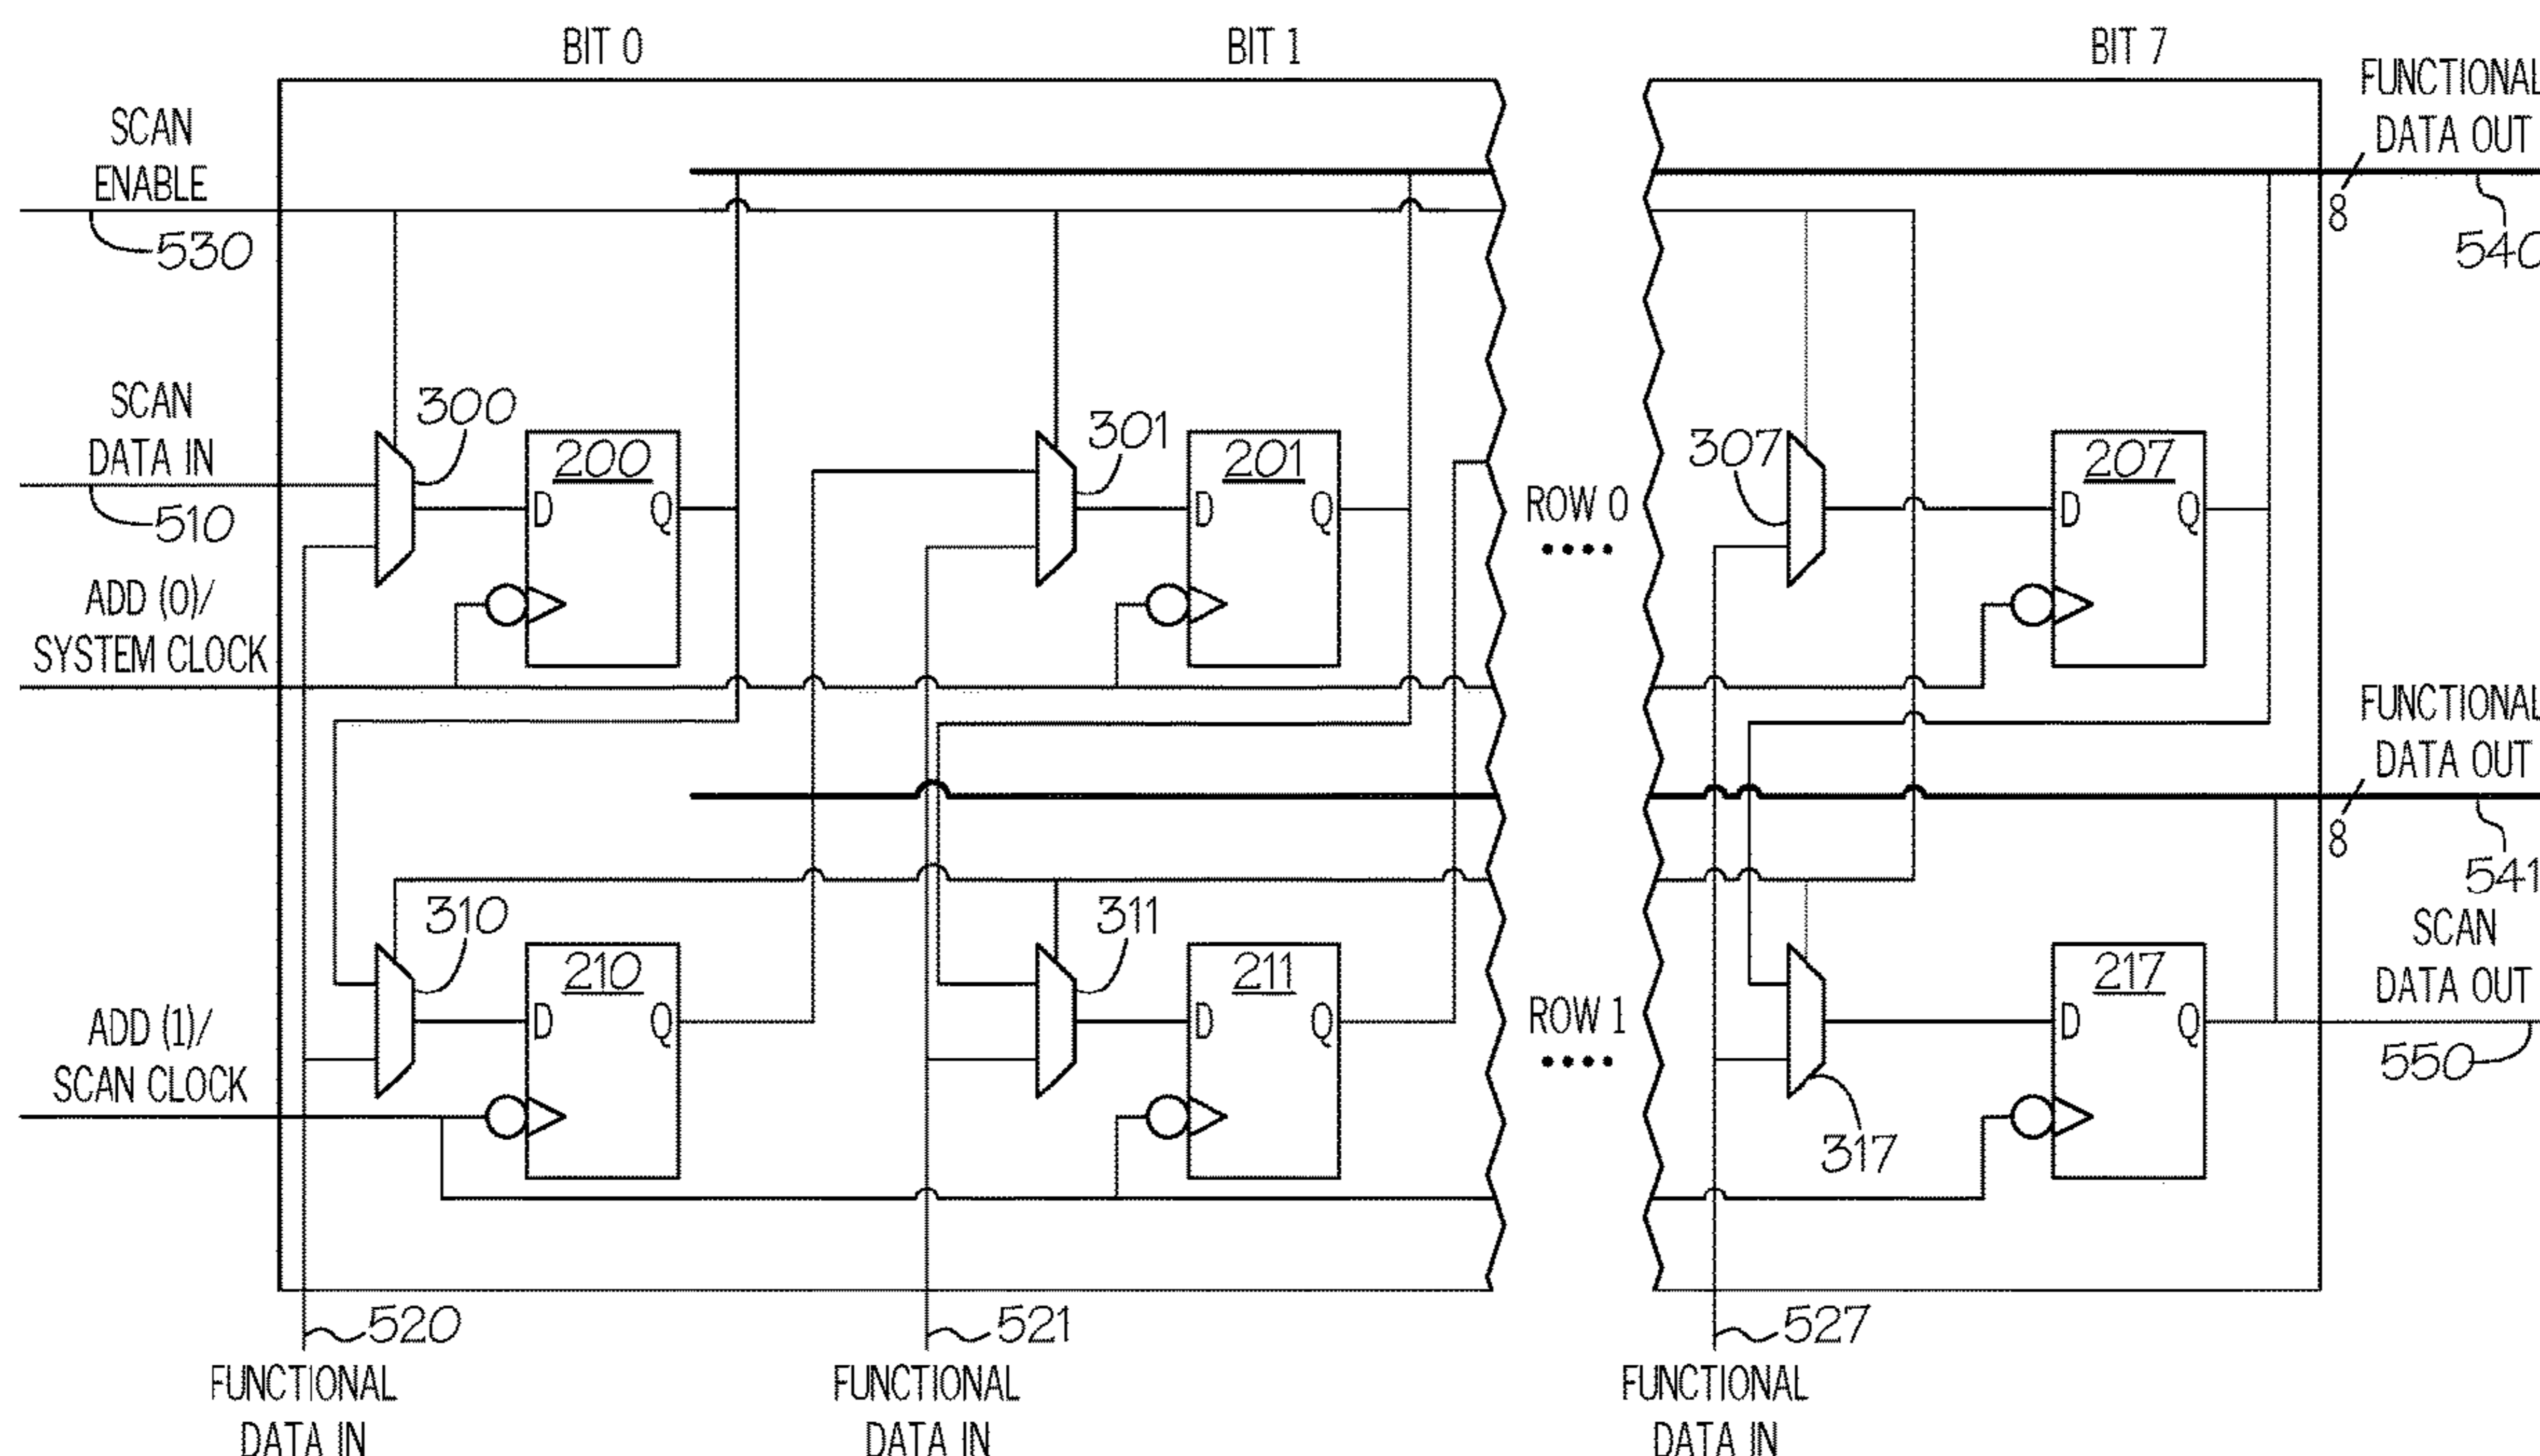 BIT 0
BIT 1
BIT 7
FUNCTIONAL
DATA OUT
8
540
SCAN
ENABLE
530
SCAN
DATA IN
510
300
200
D
Q
301
201
D
Q
ROW 0
307
207
D
Q
ADD (0)/
SYSTEM CLOCK
FUNCTIONAL
DATA OUT
8
541
310
210
D
Q
311
211
D
Q
ROW 1
317
217
D
Q
SCAN
DATA OUT
550
ADD (1)/
SCAN CLOCK
520
FUNCTIONAL
DATA IN
521
FUNCTIONAL
DATA IN
527
FUNCTIONAL
DATA IN